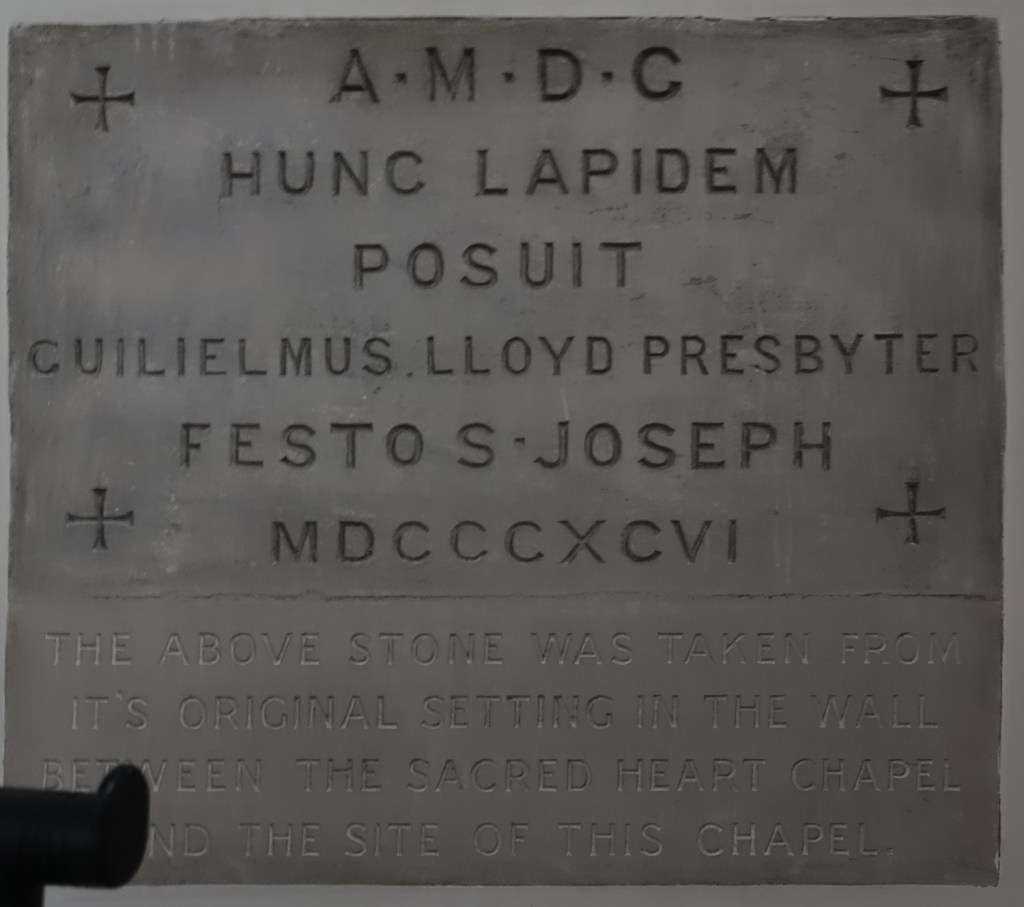 A·M·D·G
HUNC LAPIDEM
POSUIT
GUILIELMUS. LLOYD PRESBYTER
FESTO S·JOSEPH
MDCCCXCVI
THE ABOVE STONE WAS TAKEN FROM
IT'S ORIGINAL SETTING IN THE WALL
BETWEEN THE SACRED HEART CHAPEL
AND THE SITE OF THIS CHAPEL.